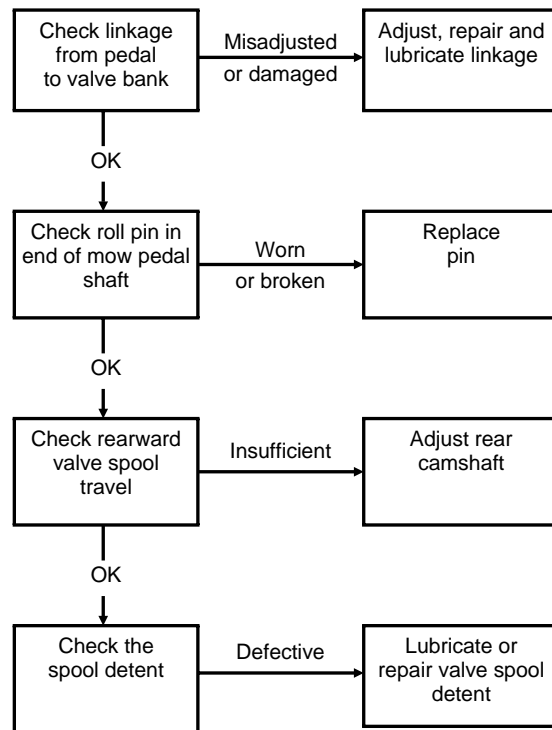 Check linkage
from pedal
to valve bank
Misadjusted
or damaged
Adjust, repair and
lubricate linkage
OK
Check roll pin in
end of mow pedal
shaft
Worn
or broken
Replace
pin
OK
Check rearward
valve spool
travel
Insufficient
Adjust rear
camshaft
OK
Check the
spool detent
Defective
Lubricate or
repair valve spool
detent